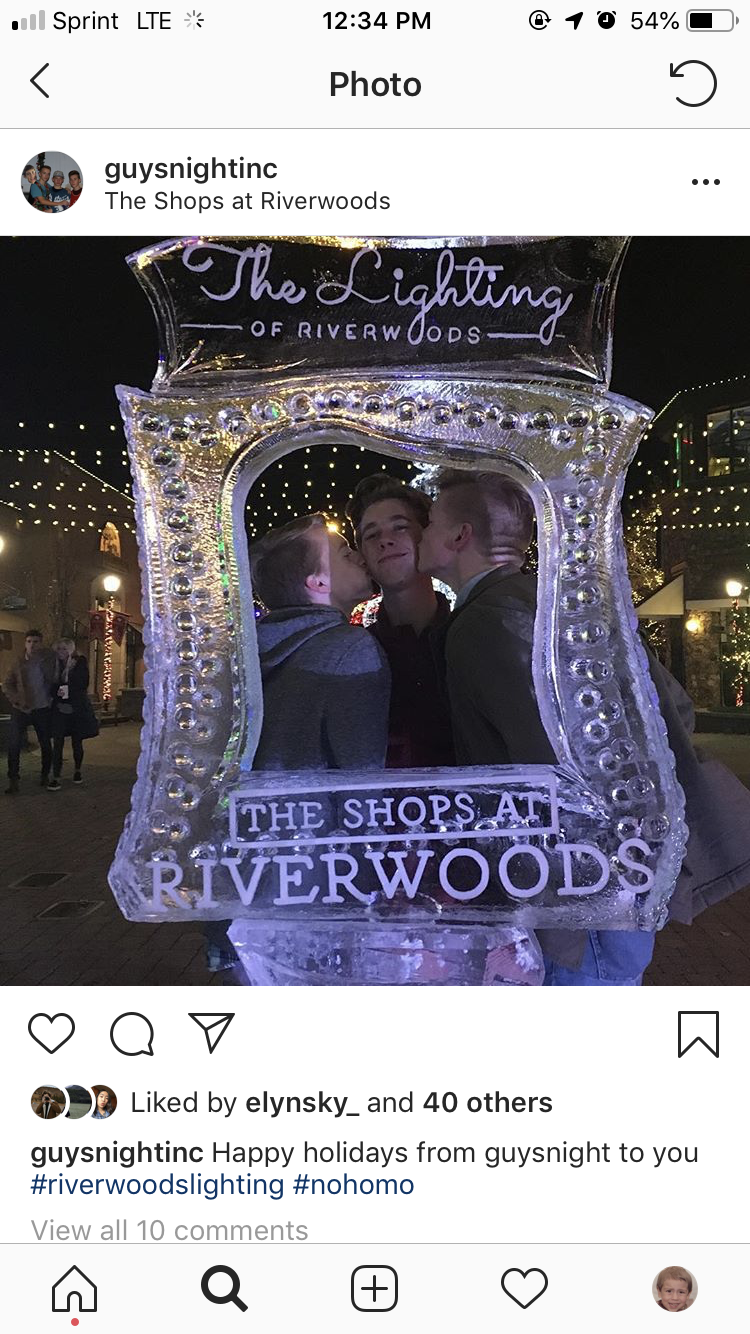 Sprint LTE 12:34 PM 54%
Photo
guysnightinc
The Shops at Riverwoods
The Lighting
OF RIVERWOODS
THE SHOPS AT
RIVERWOODS
Liked by elynsky_ and 40 others
guysnightinc Happy holidays from guysnight to you
#riverwoodslighting #nohomo
View all 10 comments